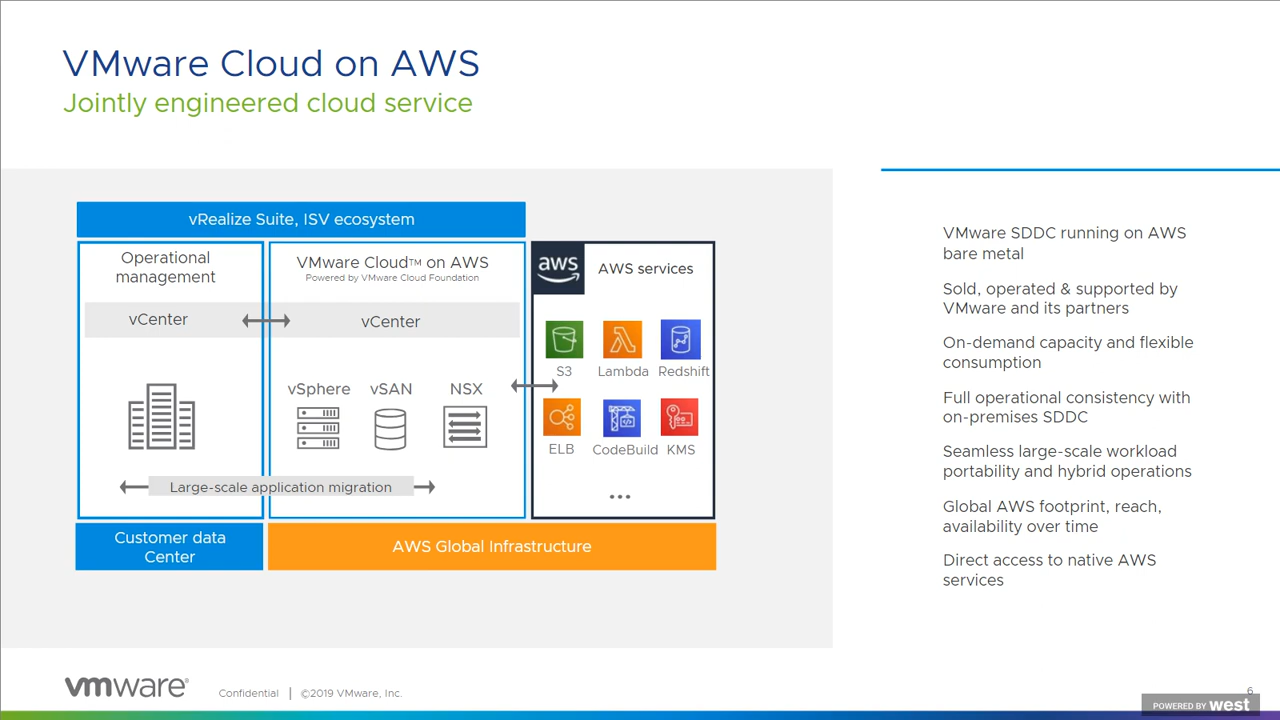 VMware Cloud on AWS
Jointly engineered cloud service
vRealize Suite, ISV ecosystem
Operational
management
vCenter
VMware Cloud™ on AWS
Powered by VMware Cloud Foundation
vCenter
vSphere
vSAN
NSX
Large-scale application migration
aws
AWS services
S3
Lambda
Redshift
ELB
CodeBuild
KMS
...
Customer data
Center
AWS Global Infrastructure
VMware SDDC running on AWS
bare metal
Sold, operated & supported by
VMware and its partners
On-demand capacity and flexible
consumption
Full operational consistency with
on-premises SDDC
Seamless large-scale workload
portability and hybrid operations
Global AWS footprint, reach,
availability over time
Direct access to native AWS
services
vmware®
Confidential | ©2019 VMware, Inc.
6
POWERED BY west